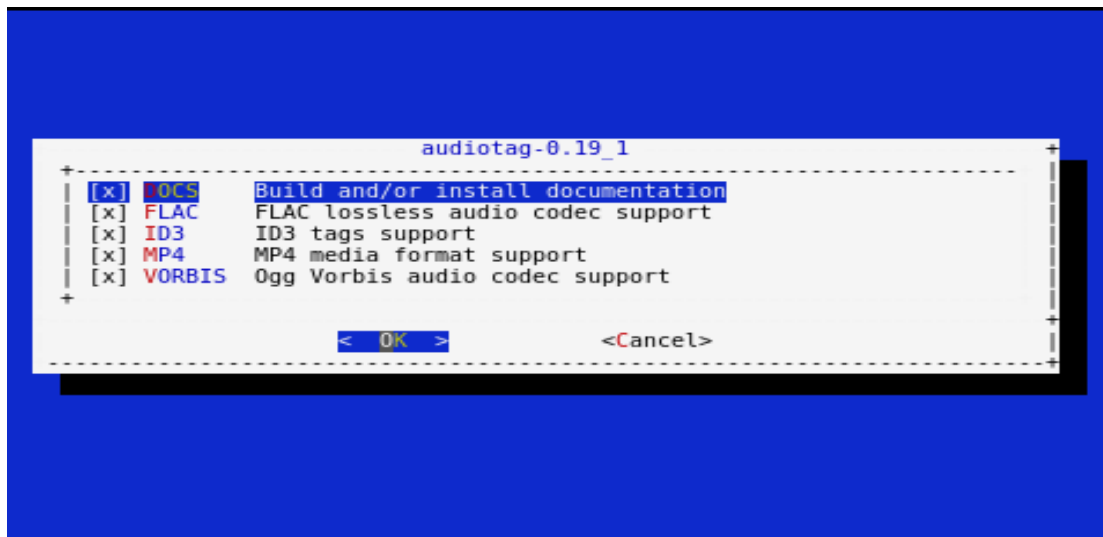 audiotag-0.19_1
[x] DOCS Build and/or install documentation
[x] FLAC FLAC lossless audio codec support
[x] ID3 ID3 tags support
[x] MP4 MP4 media format support
[x] VORBIS Ogg Vorbis audio codec support
< OK > <Cancel>